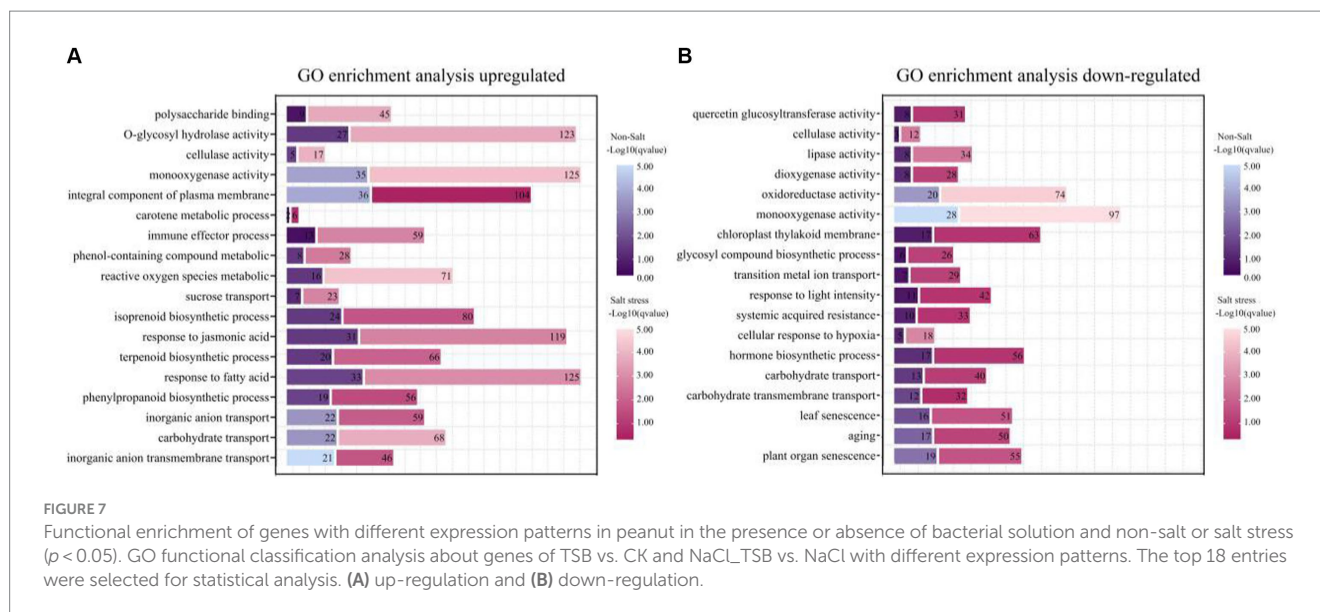 A
GO enrichment analysis upregulated
polysaccharide binding 45
O-glycosyl hydrolase activity 27 123
cellulase activity 5 17
monooxygenase activity 35 125
integral component of plasma membrane 36 104
carotene metabolic process 6
immune effector process 59
phenol-containing compound metabolic 8 28
reactive oxygen species metabolic 16 71
sucrose transport 23
isoprenoid biosynthetic process 24 80
response to jasmonic acid 31 119
terpenoid biosynthetic process 20 66
response to fatty acid 33 125
phenylpropanoid biosynthetic process 19 56
inorganic anion transport 22 59
carbohydrate transport 22 68
inorganic anion transmembrane transport 21 46
Non-Salt
-Log10(qvalue)
5.00
4.00
3.00
2.00
1.00
0.00
Salt stress
-Log10(qvalue)
5.00
4.00
3.00
2.00
1.00
B
GO enrichment analysis down-regulated
quercetin glucosyltransferase activity 31
cellulase activity 12
lipase activity 8 34
dioxygenase activity 8 28
oxidoreductase activity 20 74
monooxygenase activity 28 97
chloroplast thylakoid membrane 63
glycosyl compound biosynthetic process 26
transition metal ion transport 29
response to light intensity 42
systemic acquired resistance 10 33
cellular response to hypoxia 18
hormone biosynthetic process 17 56
carbohydrate transport 13 40
carbohydrate transmembrane transport 12 32
leaf senescence 16 51
aging 17 50
plant organ senescence 19 55
Non-Salt
-Log10(qvalue)
5.00
4.00
3.00
2.00
1.00
0.00
Salt stress
-Log10(qvalue)
5.00
4.00
3.00
2.00
1.00
FIGURE 7
Functional enrichment of genes with different expression patterns in peanut in the presence or absence of bacterial solution and non-salt or salt stress
(p < 0.05). GO functional classification analysis about genes of TSB vs. CK and NaCl_TSB vs. NaCl with different expression patterns. The top 18 entries
were selected for statistical analysis. (A) up-regulation and (B) down-regulation.